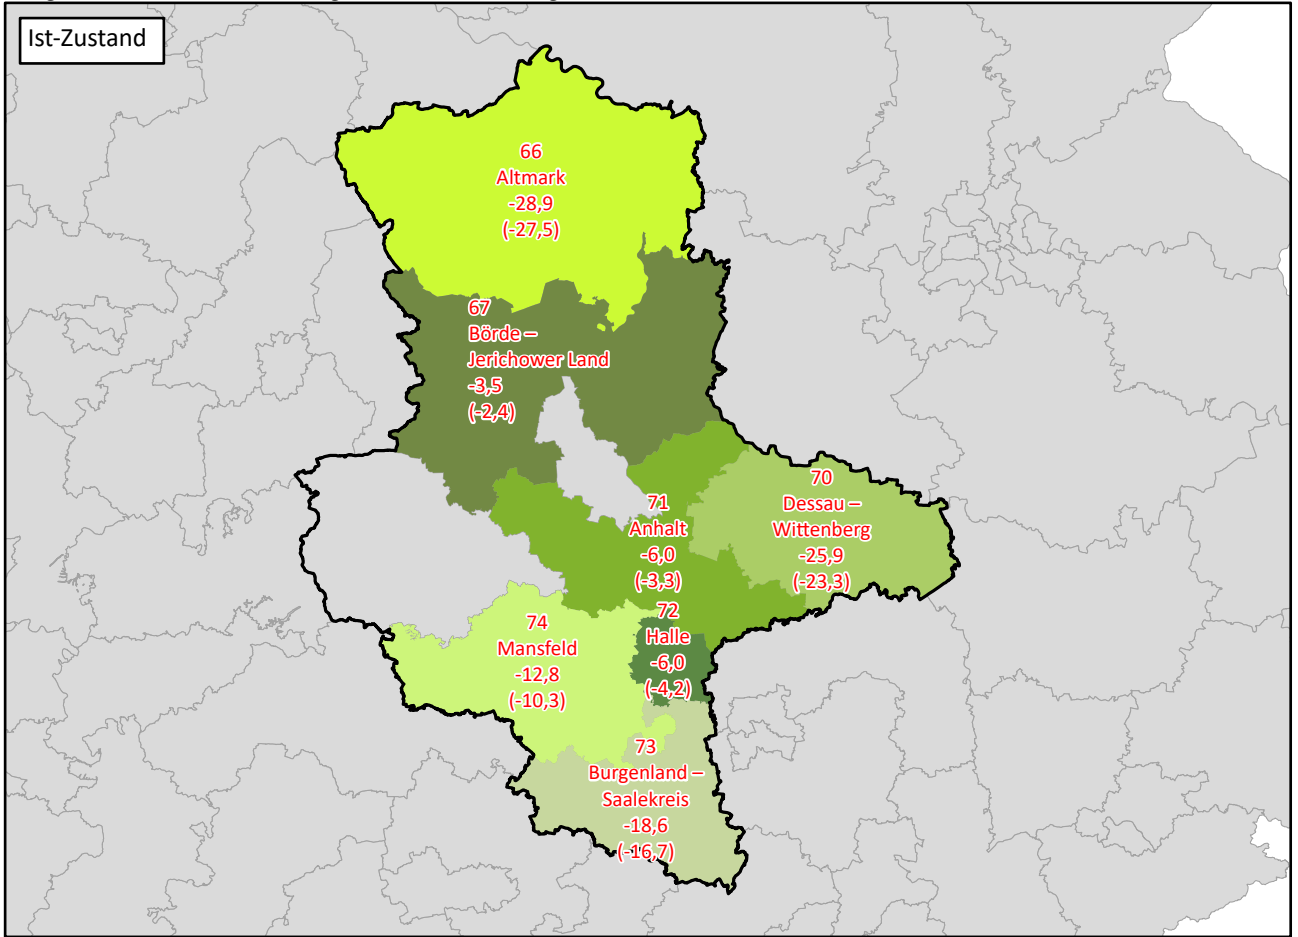 Ist-Zustand
66
Altmark
-28,9
(-27,5)
67
Börde –
Jerichower Land
-3,5
(-2,4)
70
Dessau –
Wittenberg
-25,9
(-23,3)
71
Anhalt
-6,0
(-3,3)
72
Halle
-6,0
(-4,2)
74
Mansfeld
-12,8
(-10,3)
73
Burgenland –
Saalekreis
-18,6
(-16,7)